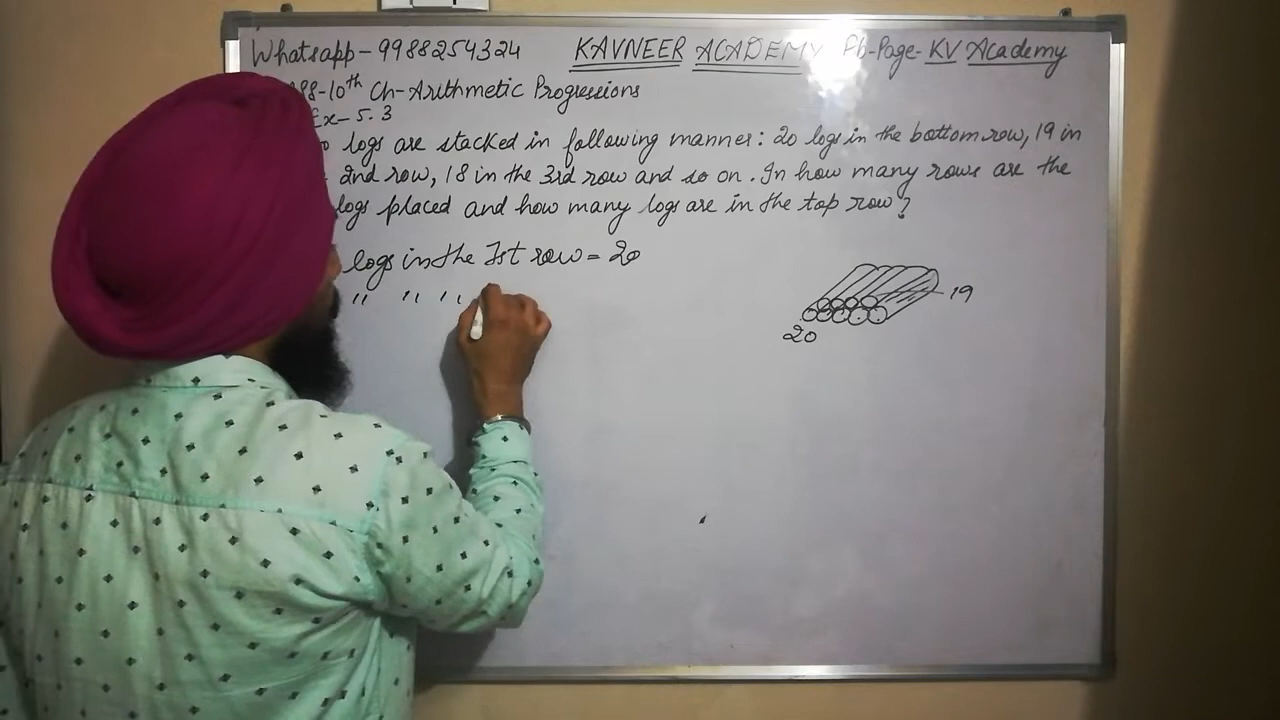 Whatsapp - 9988254324 KAVNEER ACADEMY Fb-Page- KV Academy
10th Ch-Arithmetic Progressions
Ex-5.3
logs are stacked in following manner: 20 logs in the bottom row, 19 in
2nd row, 18 in the 3rd row and so on. In how many rows are the
logs placed and how many logs are in the top row?
logs in the Ist row = 20
" " " "
19
20